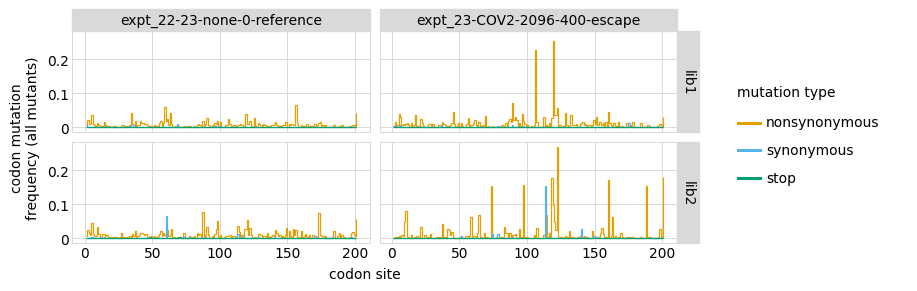 expt_22-23-none-0-reference
expt_23-COV2-2096-400-escape
codon mutation
frequency (all mutants)
0.2
0.1
0
lib1
0.2
0.1
0
lib2
0
50
100
150
200
0
50
100
150
200
codon site
mutation type
nonsynonymous
synonymous
stop